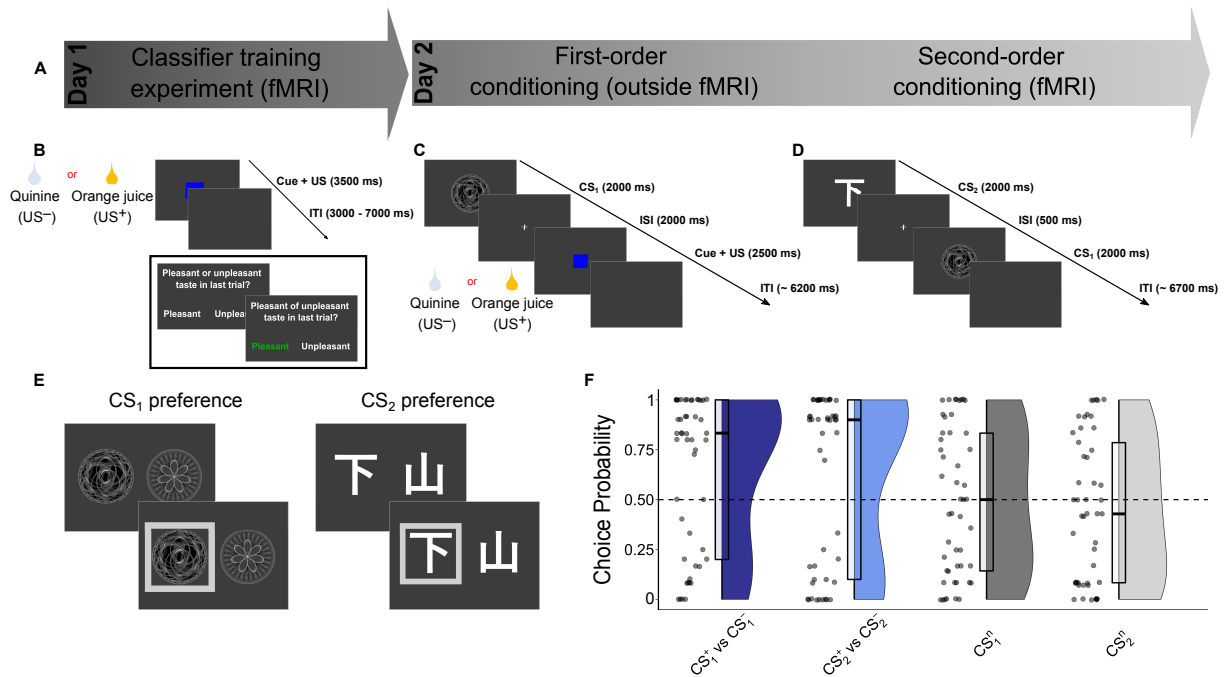 A
Day 1
Classifier training
experiment (fMRI)
Day 2
First-order
conditioning (outside fMRI)
Second-order
conditioning (fMRI)
B
Quinine
(US–)
or
Orange juice
(US+)
Cue + US (3500 ms)
ITI (3000 - 7000 ms)
Pleasant or unpleasant
taste in last trial?
Pleasant
Pleasant of unpleasant
taste in last trial?
Pleasant Unpleasant
C
CS1 (2000 ms)
ISI (2000 ms)
Cue + US (2500 ms)
ITI (~ 6200 ms)
Quinine
(US–)
or
Orange juice
(US+)
D
下
CS2 (2000 ms)
ISI (500 ms)
CS1 (2000 ms)
ITI (~ 6700 ms)
E
CS1 preference
CS2 preference
下 山
下 山
F
Choice Probability
1
0.75
0.50
0.25
0
CS1+ vs CS1-
CS2+ vs CS2-
CS1n
CS2n